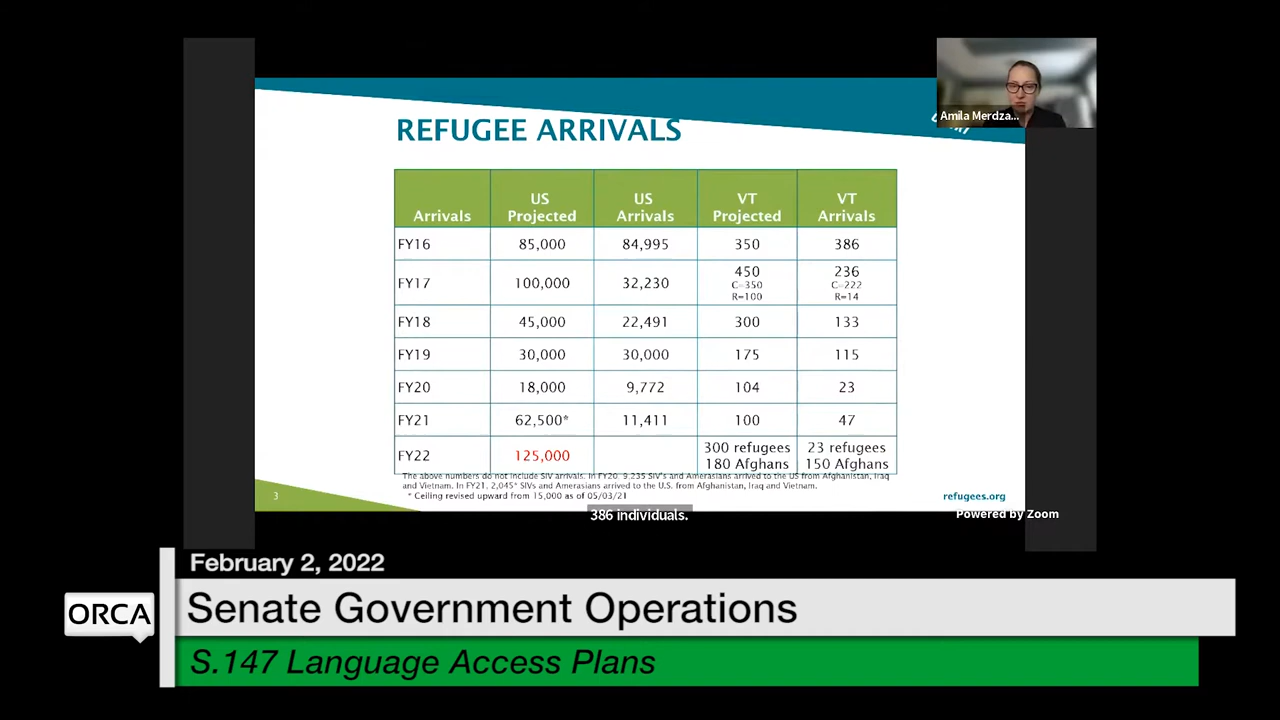 Amila Merdza...
REFUGEE ARRIVALS
Arrivals US Projected US Arrivals VT Projected VT Arrivals
FY16 85,000 84,995 350 386
FY17 100,000 32,230 450 C=350 R=100 236 C=222 R=14
FY18 45,000 22,491 300 133
FY19 30,000 30,000 175 115
FY20 18,000 9,772 104 23
FY21 62,500* 11,411 100 47
FY22 125,000 300 refugees 180 Afghans 23 refugees 150 Afghans
The above numbers do not include SIV arrivals. In FY20 9,235 SIV's and Amerasians arrived to the US from Afghanistan, Iraq
and Vietnam. In FY21, 2,045* SIVs and Amerasians arrived to the U.S. from Afghanistan, Iraq and Vietnam.
* Ceiling revised upward from 15,000 as of 05/03/21
3
refugees.org
386 individuals.
Powered by Zoom
February 2, 2022
ORCA
Senate Government Operations
S.147 Language Access Plans